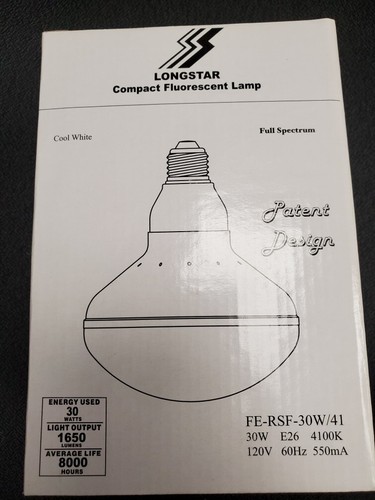 LONGSTAR
Compact Fluorescent Lamp
Cool White
Full Spectrum
Patent
Design
ENERGY USED
30
WATTS
LIGHT OUTPUT
1650
LUMENS
AVERAGE LIFE
8000
HOURS
FE-RSF-30W/41
30W E26 4100K
120V 60Hz 550mA